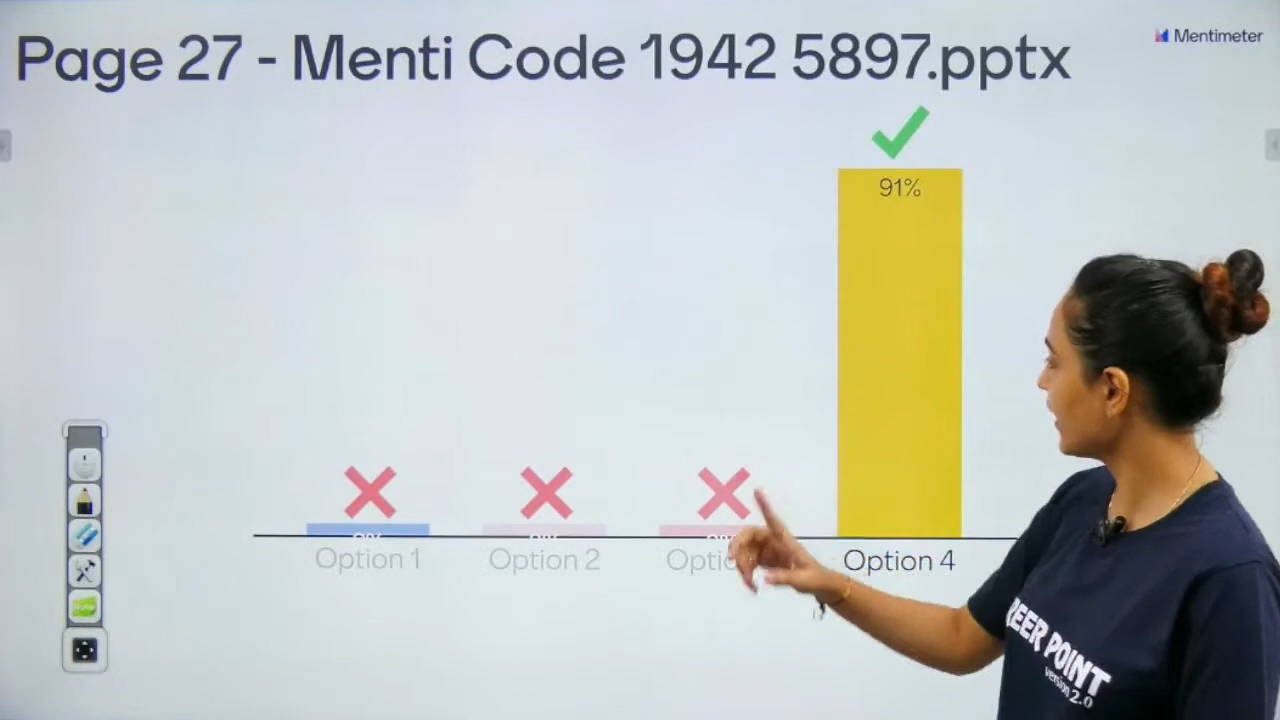 Page 27 - Menti Code 1942 5897.pptx
Mentimeter
91%
Option 1
Option 2
Option 4
REER POINT
version 2.0